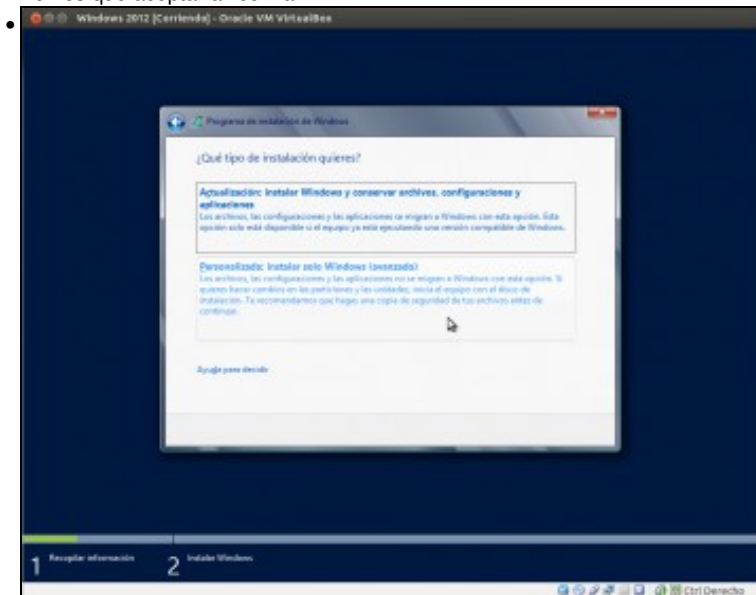 Windows 2012 [Corriendo] - Oracle VM VirtualBox
Programa de instalación de Windows
¿Qué tipo de instalación quieres?
Actualización: Instalar Windows y conservar archivos, configuraciones y
aplicaciones
Los archivos, las configuraciones y las aplicaciones se migran a Windows con esta opción. Esta
opción solo está disponible si el equipo ya está ejecutando una versión compatible de Windows.
Personalizada: instalar solo Windows (avanzado)
Los archivos, las configuraciones y las aplicaciones no se migran a Windows con esta opción. Si
quieres hacer cambios en las particiones y las unidades, inicia el equipo con el disco de
instalación. Te recomendamos que hagas una copia de seguridad de tus archivos antes de
continuar.
Ayuda para decidir
1 Recopilar información
2 Instalar Windows
Ctrl Derecho